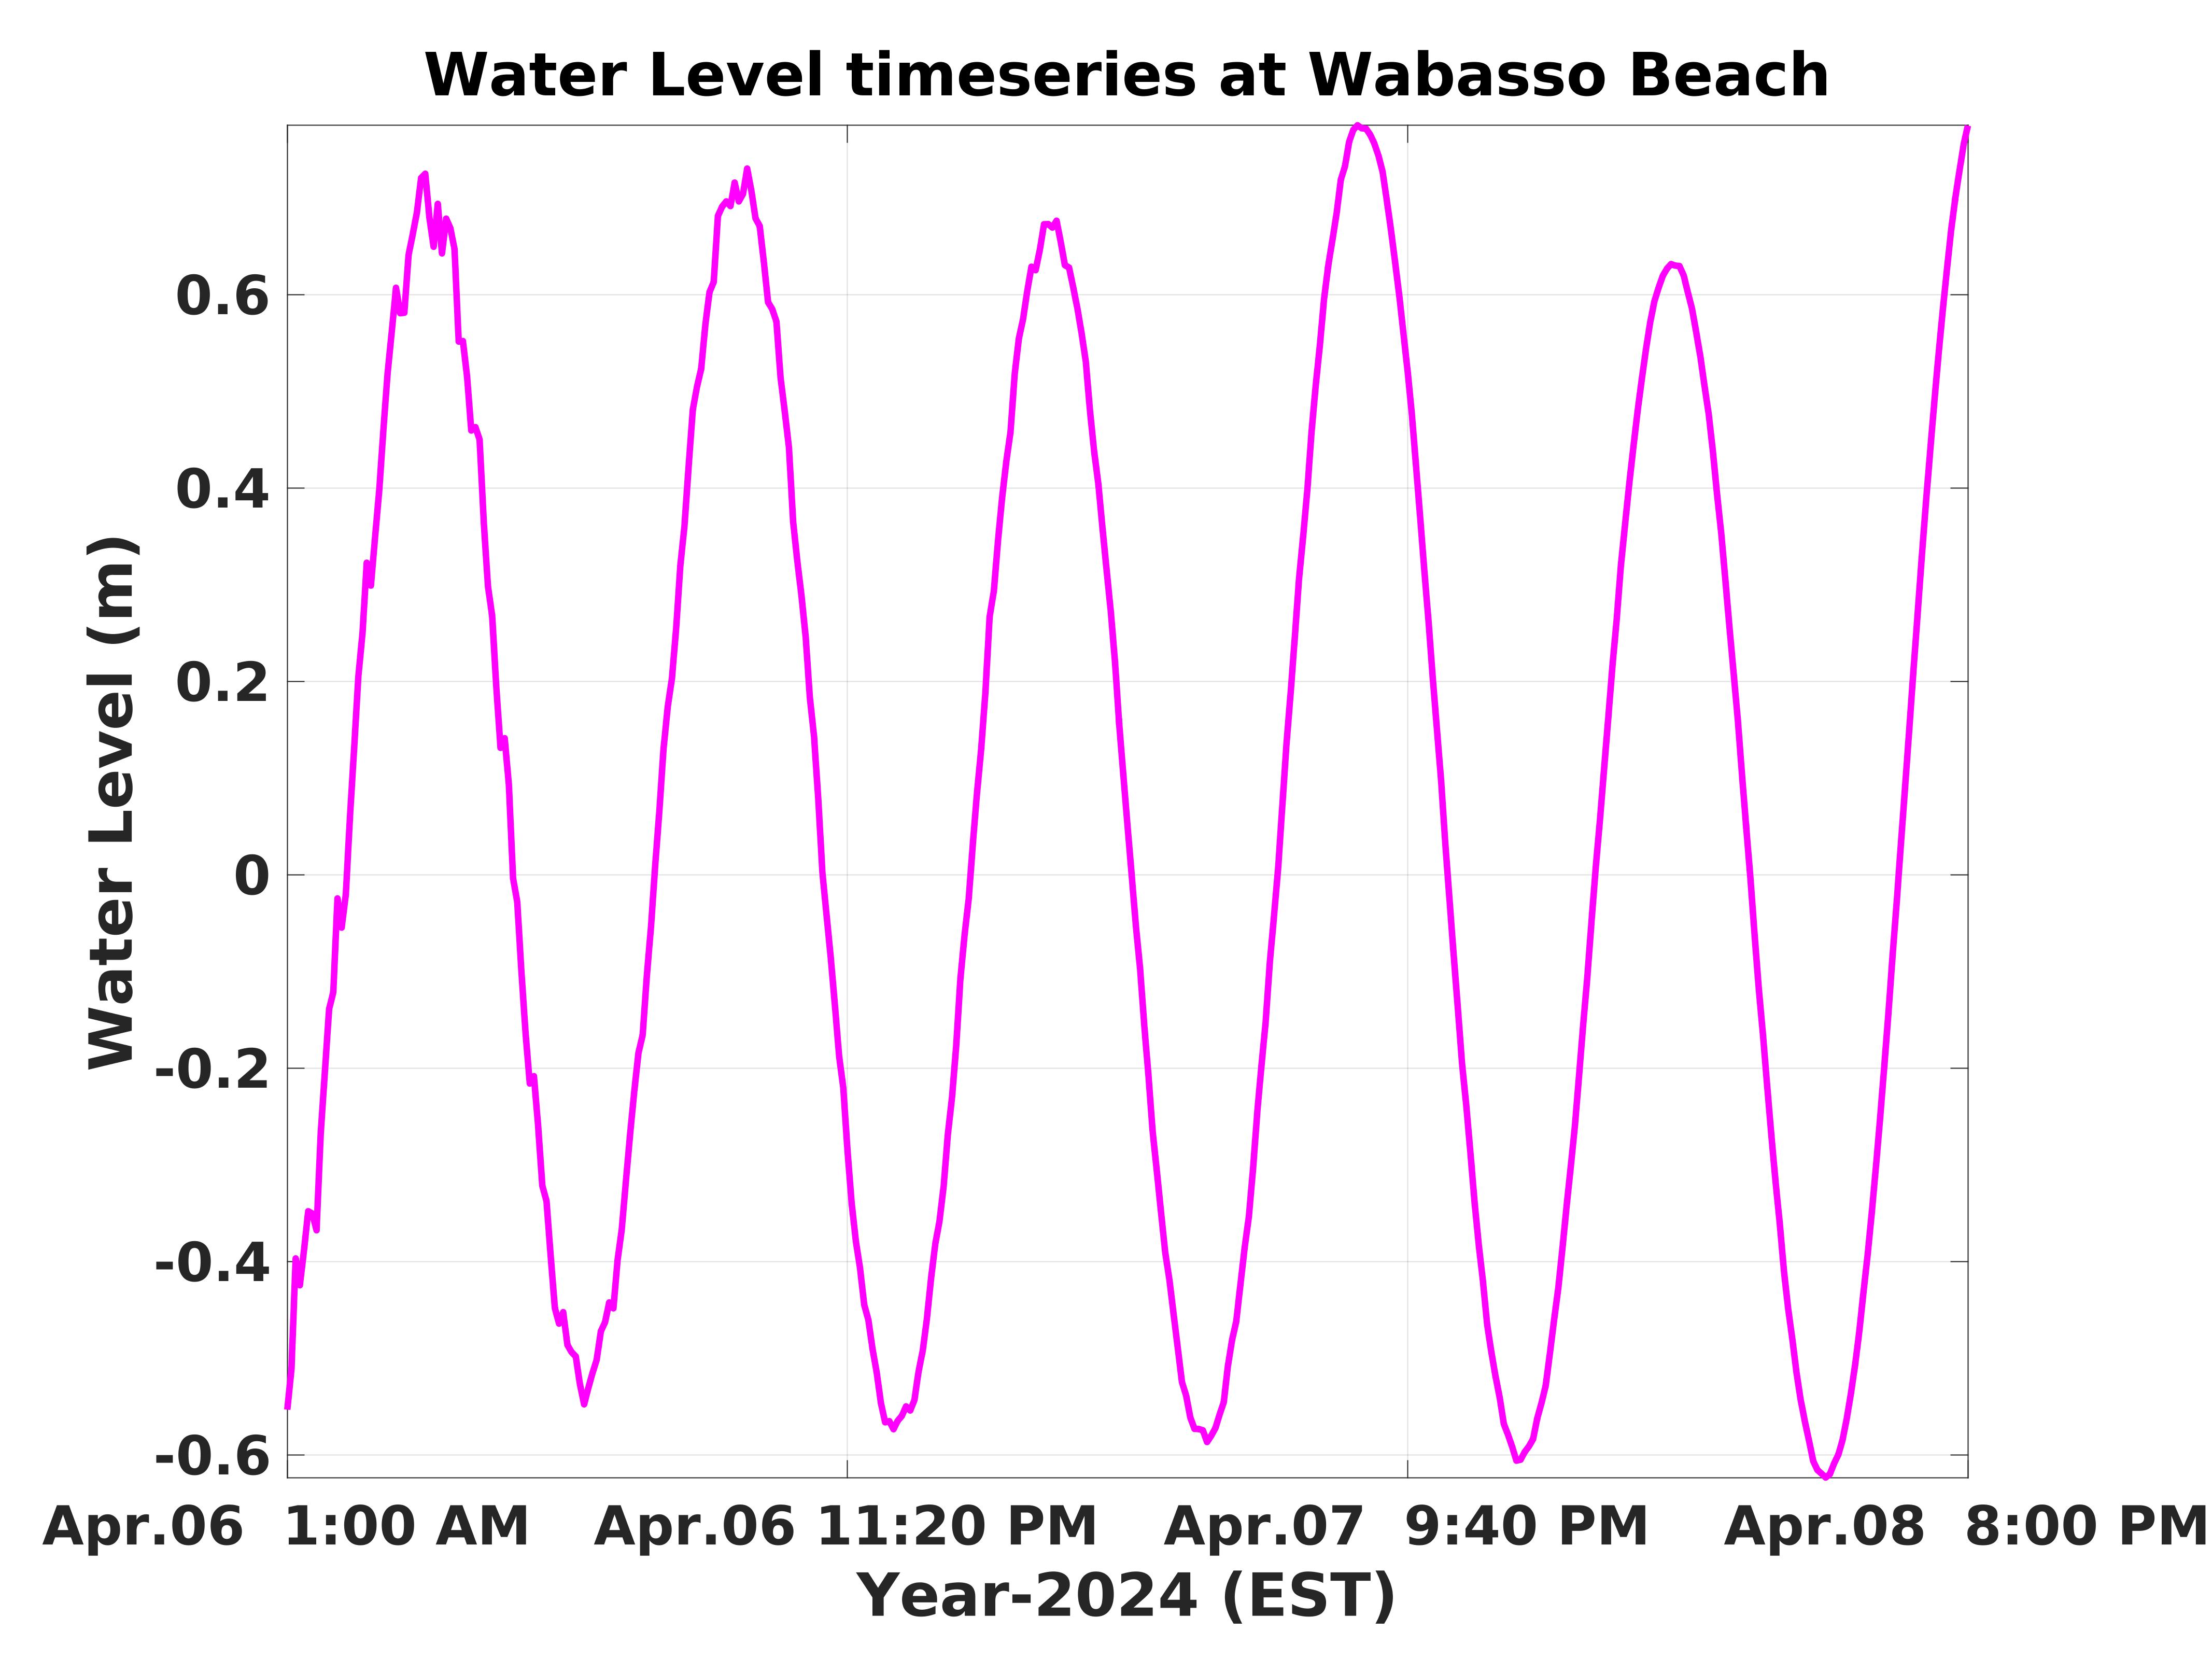 Water Level timeseries at Wabasso Beach
Water Level (m)
0.6
0.4
0.2
0
-0.2
-0.4
-0.6
Apr.06 1:00 AM Apr.06 11:20 PM Apr.07 9:40 PM Apr.08 8:00 PM
Year-2024 (EST)